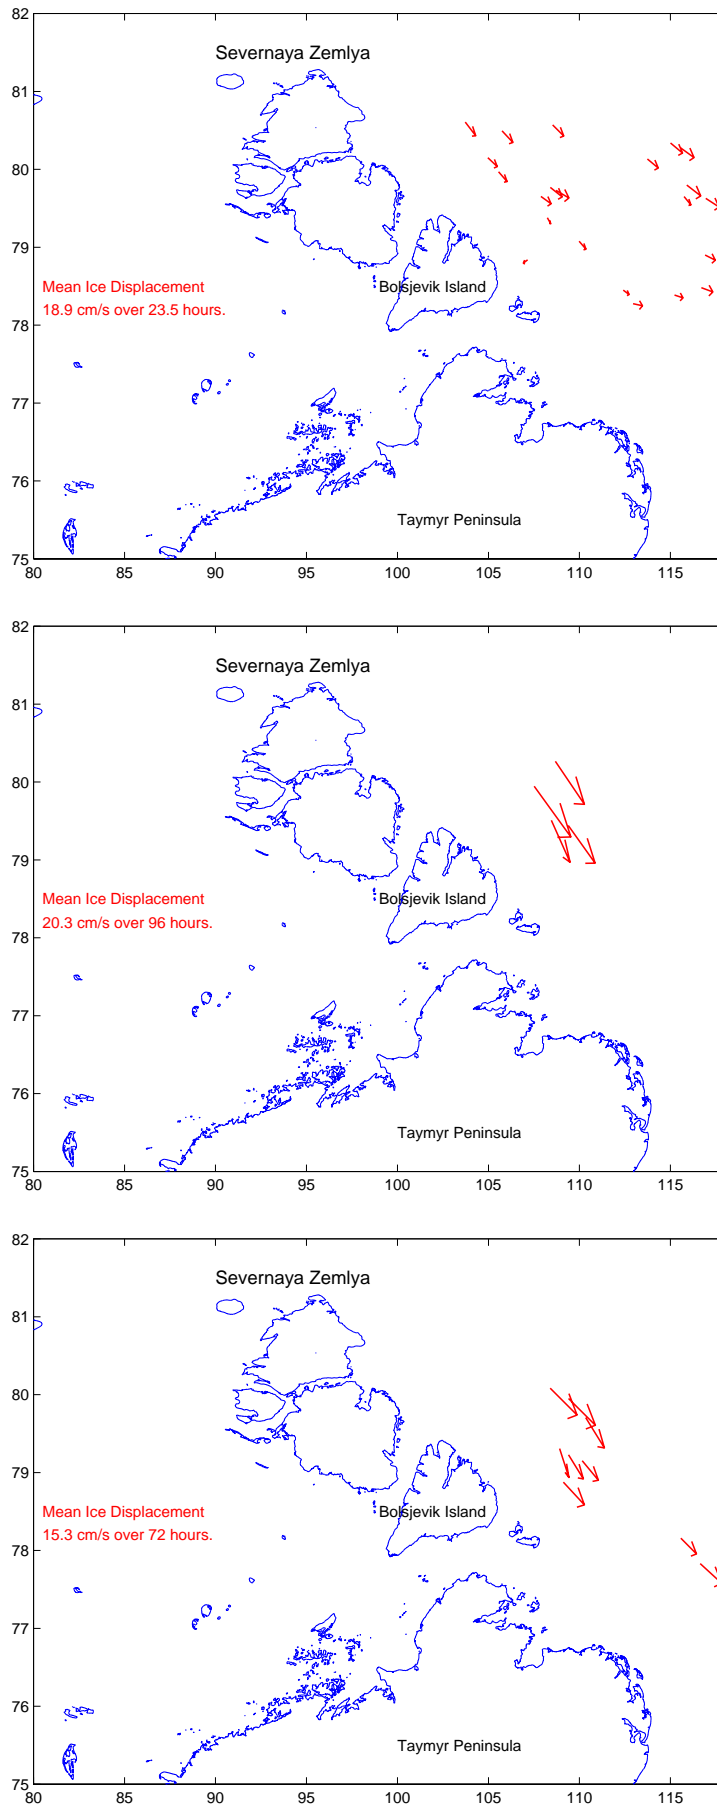 82
Severnaya Zemlya
81
80
79
Mean Ice Displacement
Bolsjevik Island
18.9 cm/s over 23.5 hours.
78
77
76
Taymyr Peninsula
75
80 85 90 95 100 105 110 115
82
Severnaya Zemlya
81
80
79
Mean Ice Displacement
Bolsjevik Island
20.3 cm/s over 96 hours.
78
77
76
Taymyr Peninsula
75
80 85 90 95 100 105 110 115
82
Severnaya Zemlya
81
80
79
Mean Ice Displacement
Bolsjevik Island
15.3 cm/s over 72 hours.
78
77
76
Taymyr Peninsula
75
80 85 90 95 100 105 110 115